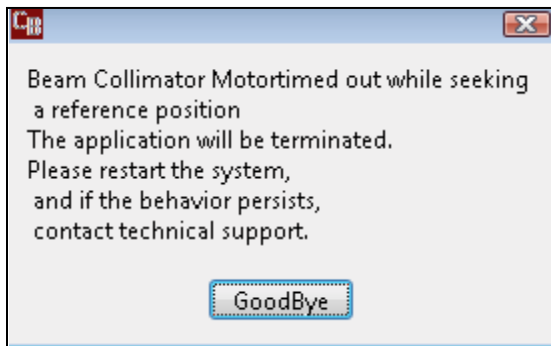 Beam Collimator Motortimed out while seeking
a reference position
The application will be terminated.
Please restart the system,
and if the behavior persists,
contact technical support.
GoodBye